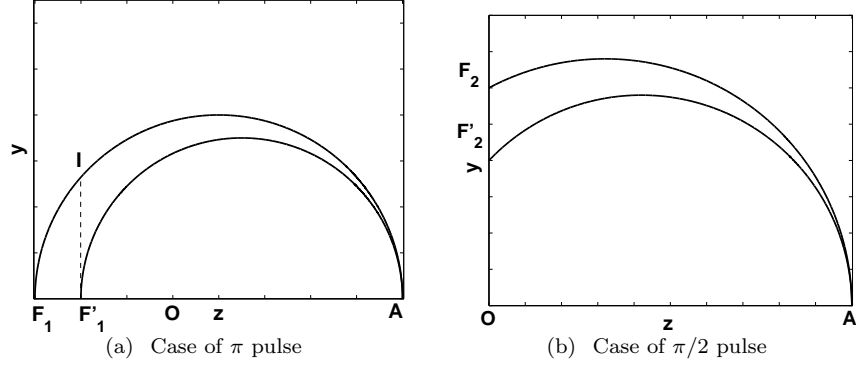 y
I
F1
F'1
O
z
A
(a) Case of π pulse
F2
F'2
y
O
z
A
(b) Case of π/2 pulse